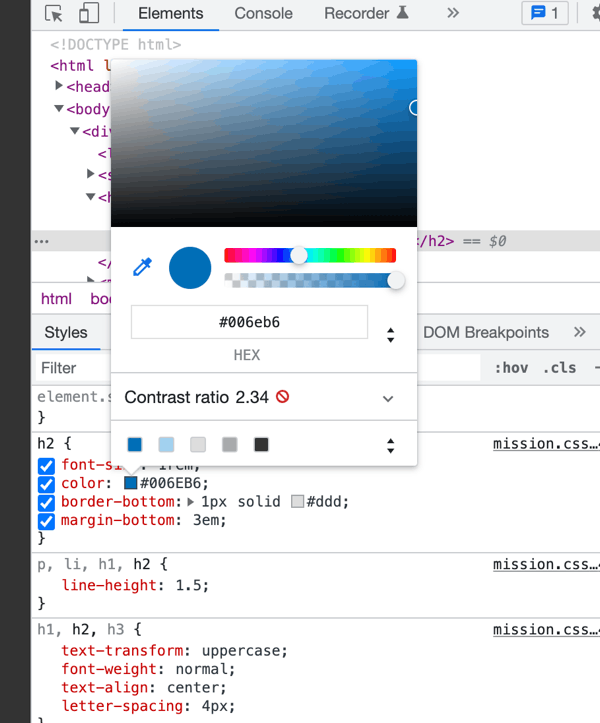 Elements Console Recorder 1
<!DOCTYPE html>
<html l
<head
<body
<div
<l
<s
<h
… </h2> == $0
</
html bod
Styles DOM Breakpoints
Filter :hov .cls
#006eb6
HEX
Contrast ratio 2.34
element.s
}
h2 { mission.css…
font-size: 1rem;
color: #006EB6;
border-bottom: 1px solid #ddd;
margin-bottom: 3em;
}
p, li, h1, h2 { mission.css…
line-height: 1.5;
}
h1, h2, h3 { mission.css…
text-transform: uppercase;
font-weight: normal;
text-align: center;
letter-spacing: 4px;
}